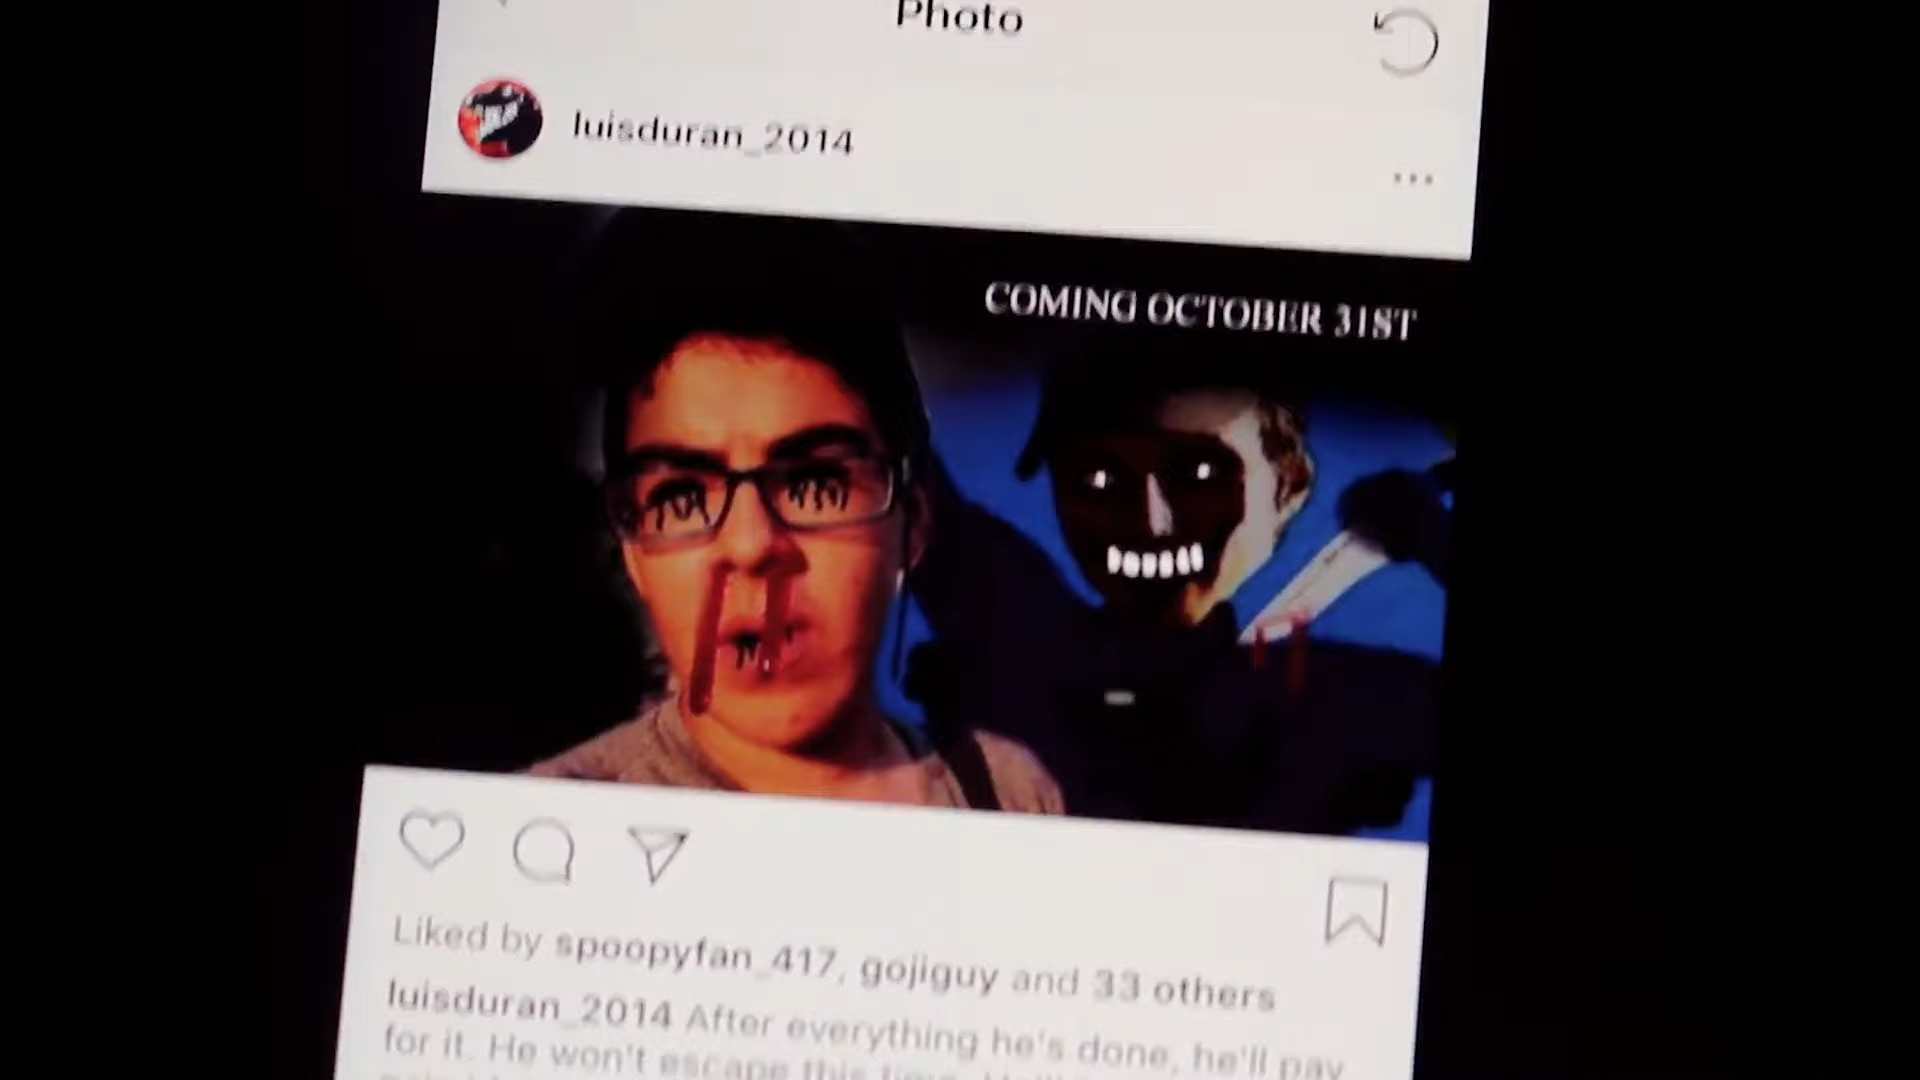 Photo
luisduran_2014
COMING OCTOBER 31ST
Liked by spoopyfan_417, gojiguy and 33 others
luisduran_2014 After everything he's done, he'll pay
for it. He won't escape this time.